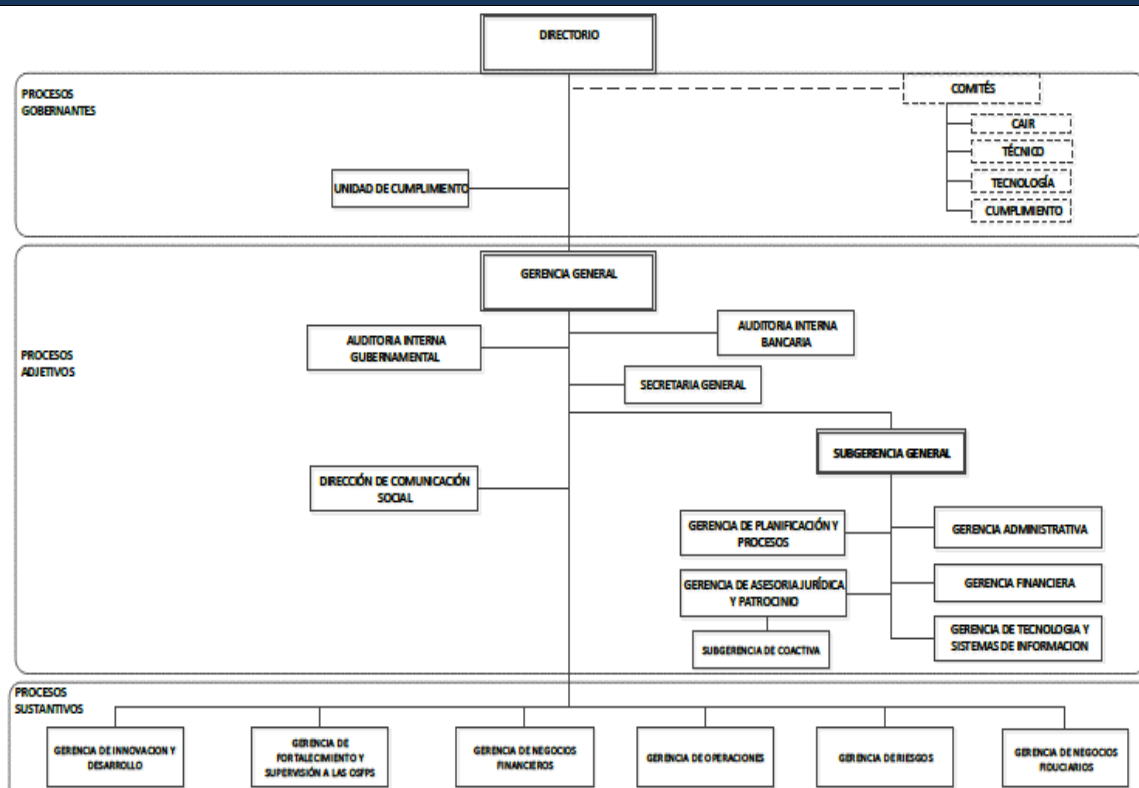 DIRECTORIO
PROCESOS
GOBERNANTES
COMITÉS
CAIR
TÉCNICO
TECNOLOGÍA
CUMPLIMIENTO
UNIDAD DE CUMPLIMIENTO
GERENCIA GENERAL
PROCESOS
ADJETIVOS
AUDITORIA INTERNA
GUBERNAMENTAL
AUDITORIA INTERNA
BANCARIA
SECRETARIA GENERAL
SUBGERENCIA GENERAL
DIRECCIÓN DE COMUNICACIÓN
SOCIAL
GERENCIA DE PLANIFICACIÓN Y
PROCESOS
GERENCIA ADMINISTRATIVA
GERENCIA DE ASESORIA JURÍDICA
Y PATROCINIO
GERENCIA FINANCIERA
SUBGERENCIA DE COACTIVA
GERENCIA DE TECNOLOGIA Y
SISTEMAS DE INFORMACION
PROCESOS
SUSTANTIVOS
GERENCIA DE INNOVACION Y
DESARROLLO
GERENCIA DE
FORTALECIMIENTO Y
SUPERVISIÓN A LAS OSFPS
GERENCIA DE NEGOCIOS
FINANCIEROS
GERENCIA DE OPERACIONES
GERENCIA DE RIESGOS
GERENCIA DE NEGOCIOS
FIDUCIARIOS